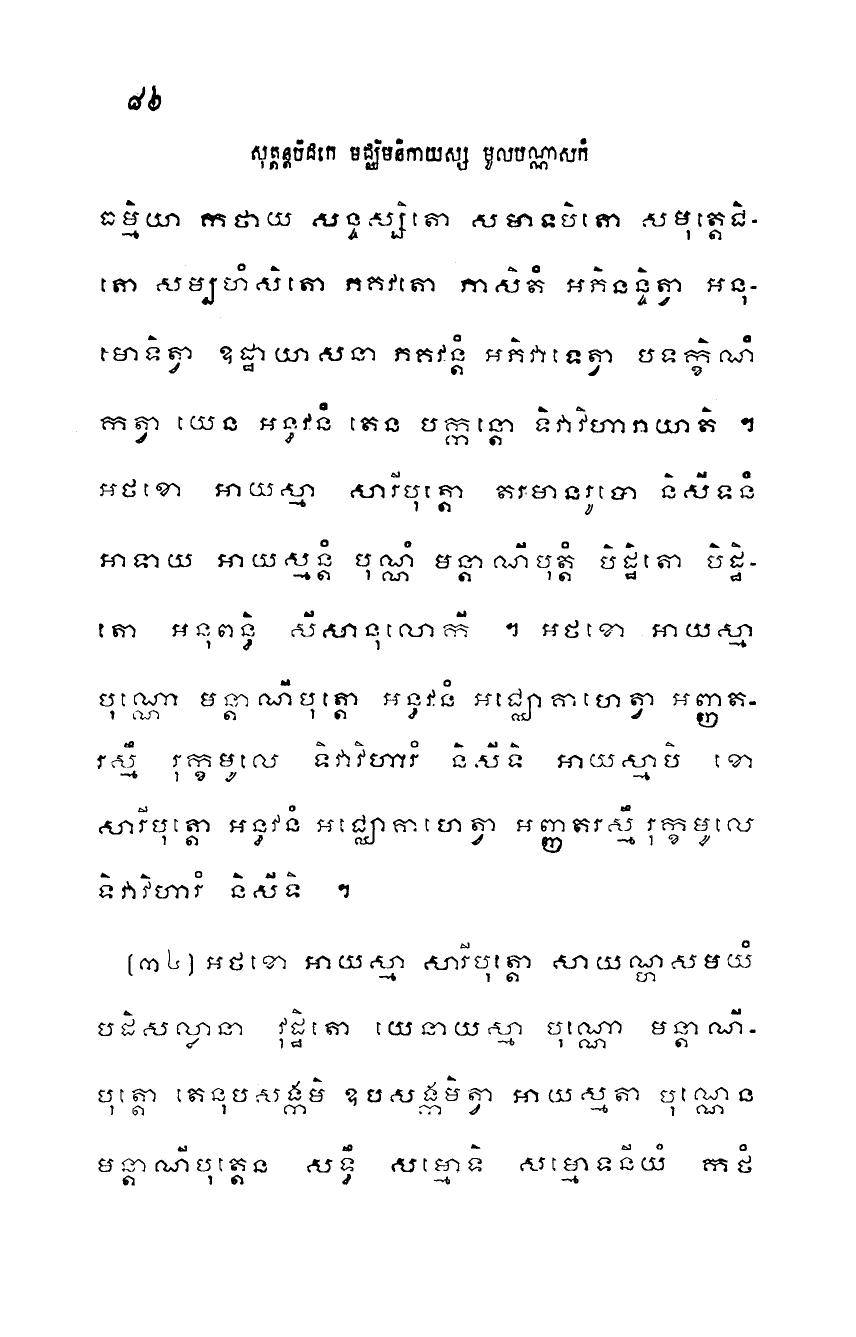 ៨៦
សុត្តន្តបិដកេ មជ្ឈិមនិកាយស្ស មូលបណ្ណាសកំ
ធម្មិយា កថាយ សន្ទស្សិតោ សមាទបិតោ សមុត្តេជិ-
តោ សម្បហំសិតោ ភគវតោ ភាសិតំ អភិនន្ទិត្វា អនុ-
មោទិត្វា ឧដ្ឋាយាសនា ភគវន្តំ អភិវាទេត្វា បទក្ខិណំ
កត្វា យេន អន្ធវនំ តេន បក្កន្តោ ទិវាវិហារាយាតិ ។
អថខោ អាយស្មា សារីបុត្តោ តរមានរូបោ និសីទនំ
អាទាយ អាយស្មន្តំ បុណ្ណំ មន្តាណីបុត្តំ បិដ្ឋិតោ បិដ្ឋិ-
តោ អនុពន្ធិ សីសានុលោកី ។ អថខោ អាយស្មា
បុណ្ណោ មន្តាណីបុត្តោ អន្ធវនំ អជ្ឈោគាហេត្វា អញ្ញត-
រស្មឹ រុក្ខមូលេ ទិវាវិហារំ និសីទិ អាយស្មាបិ ខោ
សារីបុត្តោ អន្ធវនំ អជ្ឈោគាហេត្វា អញ្ញតរស្មឹ រុក្ខមូលេ
ទិវាវិហារំ និសីទិ ។
[៣៤] អថខោ អាយស្មា សារីបុត្តោ សាយណ្ហសមយំ
បដិសល្លានា វុដ្ឋិតោ យេនាយស្មា បុណ្ណោ មន្តាណី-
បុត្តោ តេនុបសង្កមិ ឧបសង្កមិត្វា អាយស្មតា បុណ្ណេន
មន្តាណីបុត្តេន សទ្ធឹ សម្មោទិ សម្មោទនីយំ កថំ